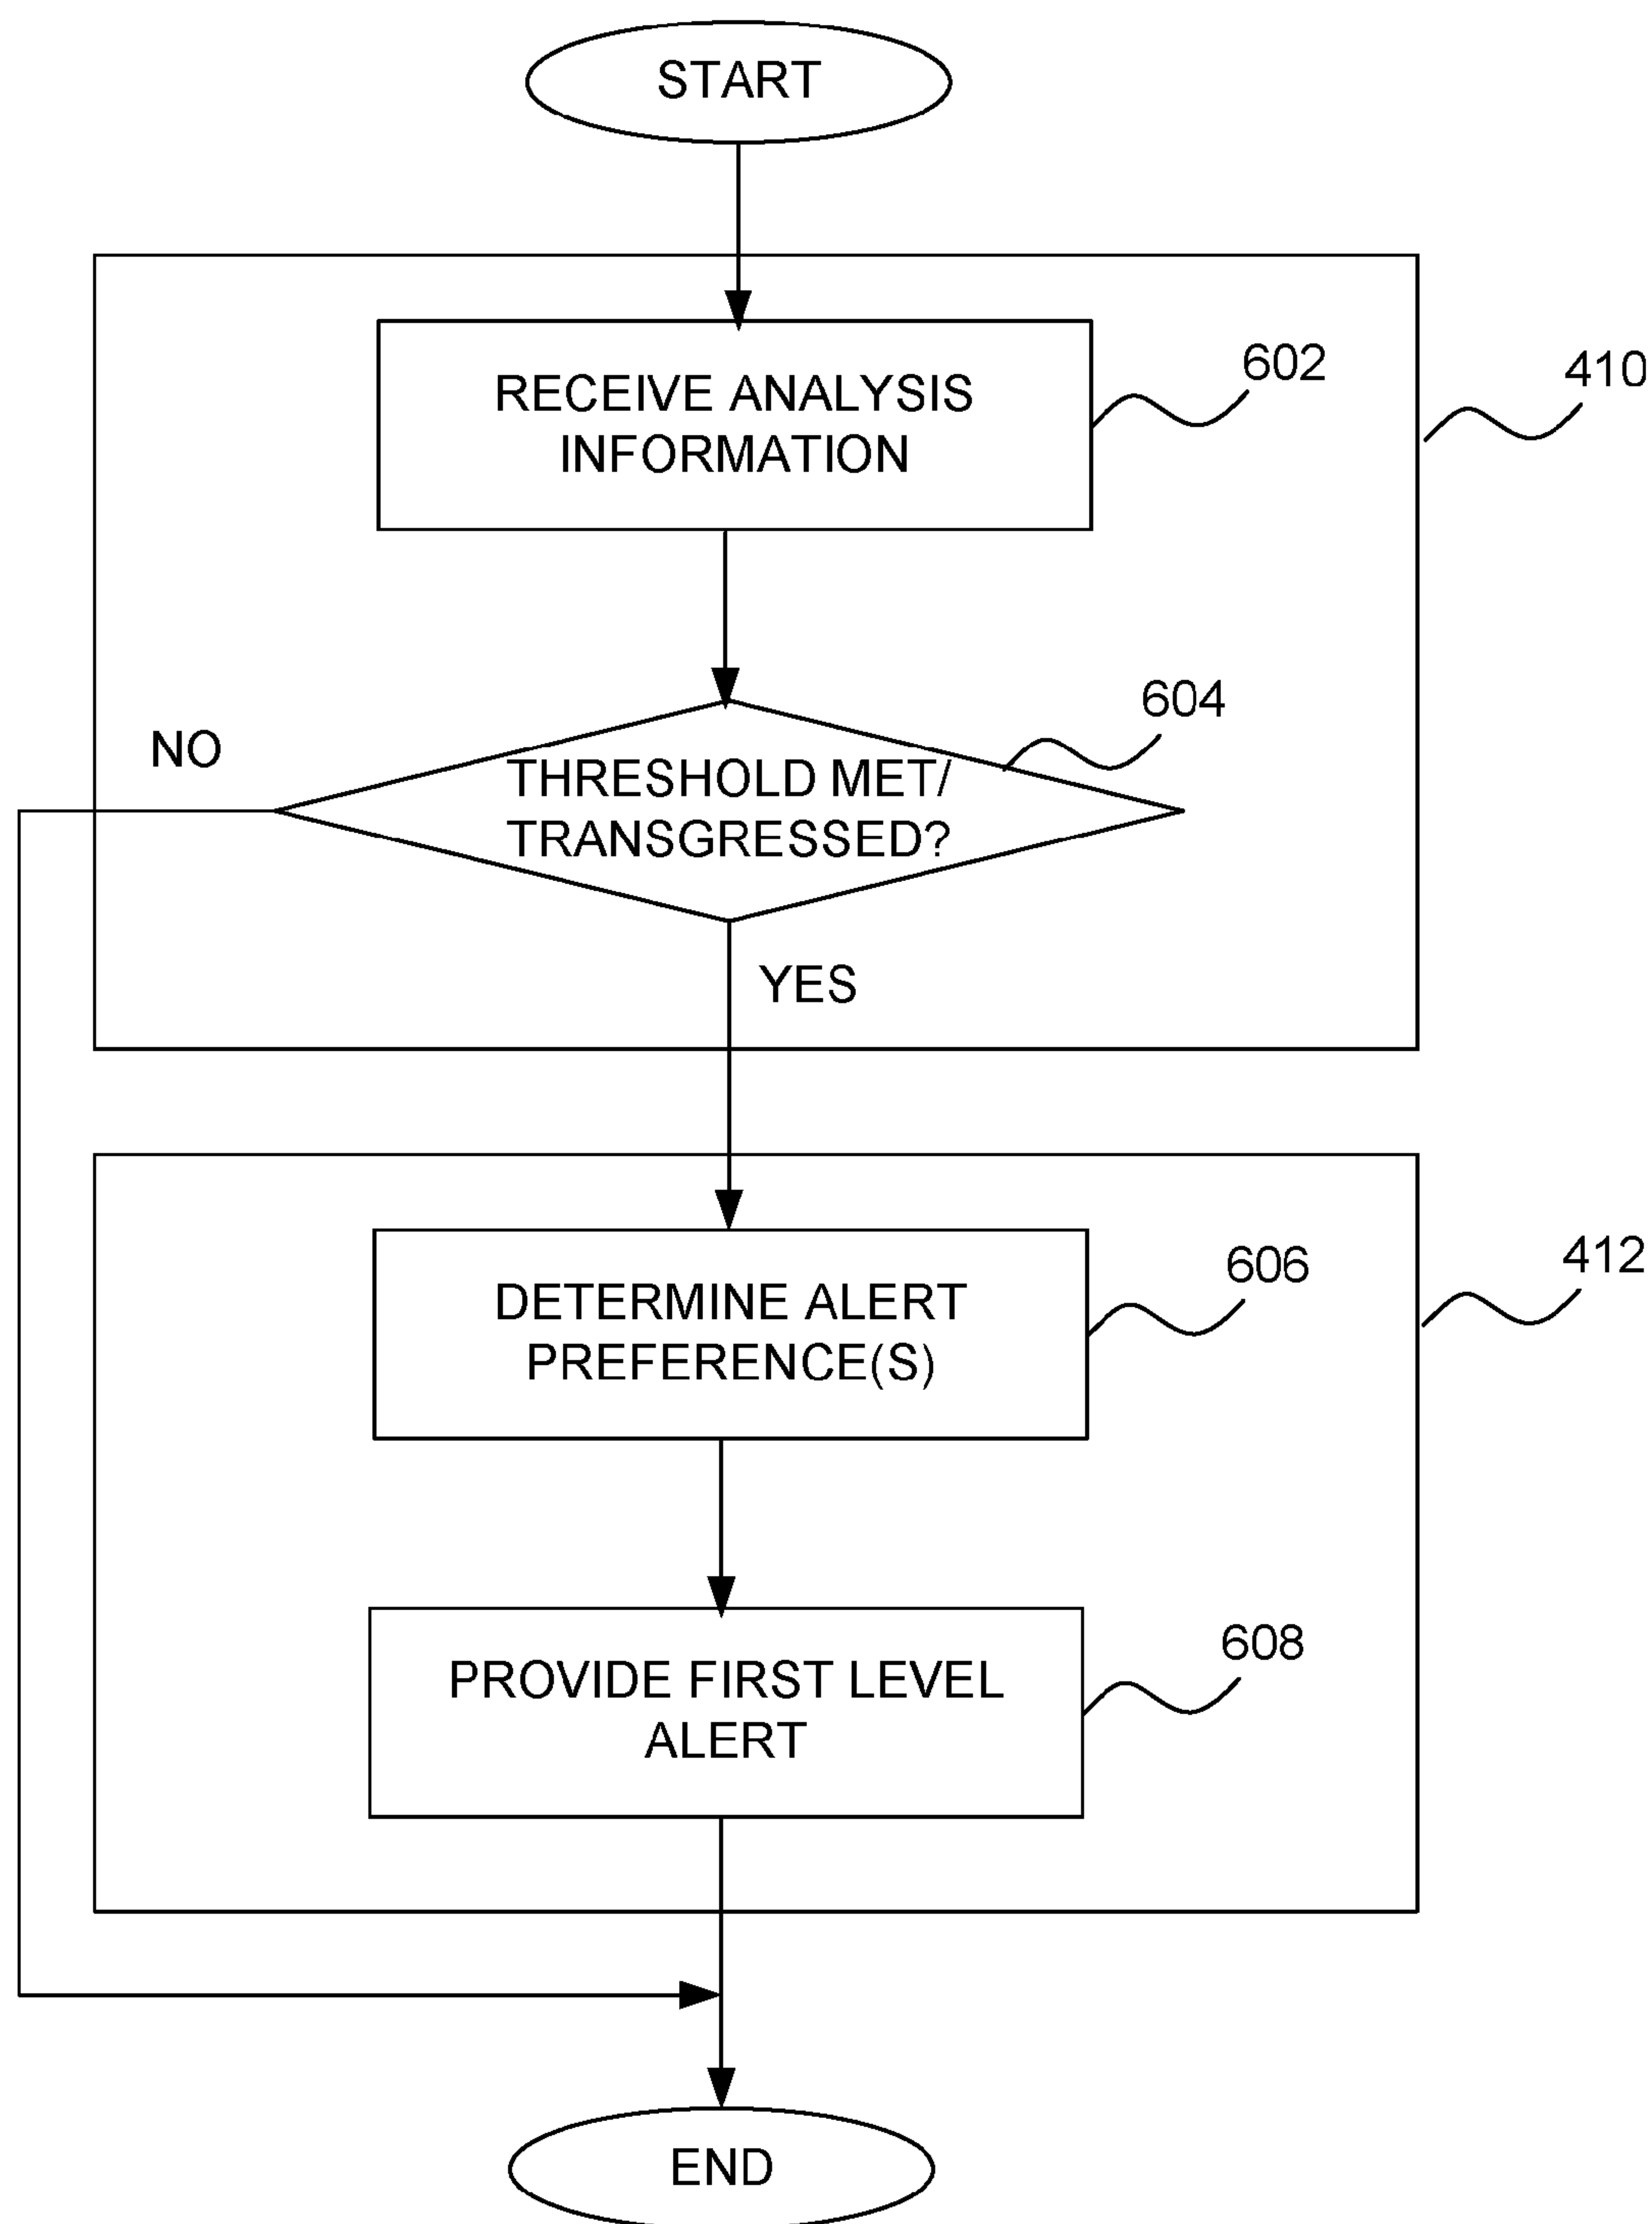 START
RECEIVE ANALYSIS
INFORMATION
602
410
604
NO
THRESHOLD MET/
TRANSGRESSED?
YES
DETERMINE ALERT
PREFERENCE(S)
606
412
PROVIDE FIRST LEVEL
ALERT
608
END